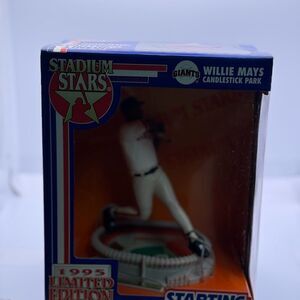 STADIUM
STARS
GIANTS
WILLIE MAYS
CANDLESTICK PARK
1995
LIMITED
EDITION
STARTING